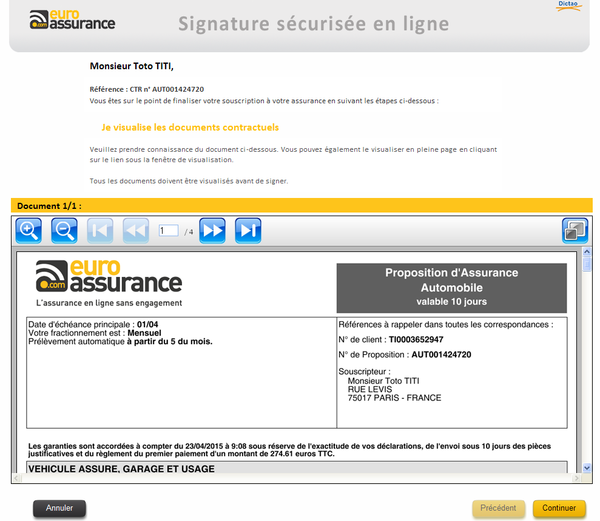 euro
.com assurance
Signature sécurisée en ligne
Dictao
Monsieur Toto TITI,
Référence : CTR n° AUT001424720
Vous êtes sur le point de finaliser votre souscription à votre assurance en suivant les étapes ci-dessous :
Je visualise les documents contractuels
Veuillez prendre connaissance du document ci-dessous. Vous pouvez également le visualiser en pleine page en cliquant
sur le lien sous la fenêtre de visualisation.
Tous les documents doivent être visualisés avant de signer.
Document 1/1 :
1 / 4
euro
.com assurance
L'assurance en ligne sans engagement
Proposition d'Assurance
Automobile
valable 10 jours
Date d'échéance principale : 01/04
Votre fractionnement est : Mensuel
Prélèvement automatique à partir du 5 du mois.
Références à rappeler dans toutes les correspondances :
N° de client : TI0003652947
N° de Proposition : AUT001424720
Souscripteur :
Monsieur Toto TITI
RUE LEVIS
75017 PARIS - FRANCE
Les garanties sont accordées à compter du 23/04/2015 à 9:08 sous réserve de l'exactitude de vos déclarations, de l'envoi sous 10 jours des pièces
justificatives et du règlement du premier paiement d'un montant de 274.61 euros TTC.
VEHICULE ASSURE, GARAGE ET USAGE
Annuler
Précédent
Continuer